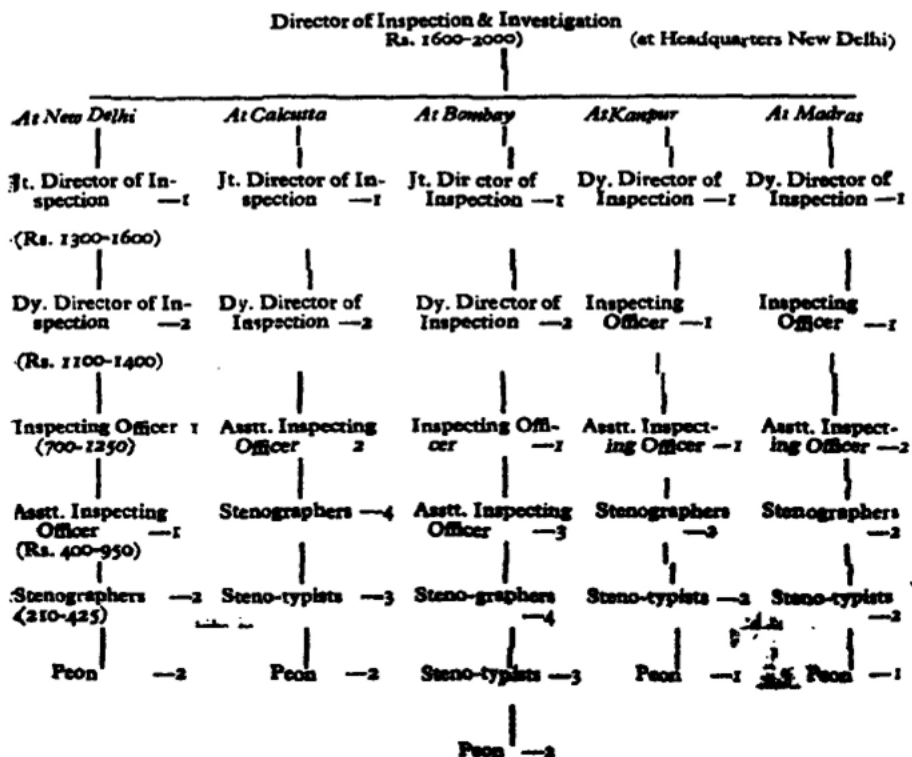 Director of Inspection & Investigation
Rs. 1600-2000) (at Headquarters New Delhi)
At New Delhi At Calcutta At Bombay At Kanpur At Madras
Jt. Director of In- Jt. Director of In- Jt. Dir ctor of Dy. Director of Dy. Director of
spection —1 spection —1 Inspection —1 Inspection —1 Inspection —1
(Rs. 1300-1600)
Dy. Director of In- Dy. Director of Dy. Director of Inspecting Inspecting
spection —2 Inspection —2 Inspection —2 Officer —1 Officer —1
(Rs. 1100-1400)
Inspecting Officer 1 Asstt. Inspecting Inspecting Offi- Asstt. Inspect- Asstt. Inspect-
(700-1250) Officer 2 cer —1 ing Officer —1 ing Officer —2
Asstt. Inspecting Stenographers —4 Asstt. Inspecting Stenographers Stenographers
Officer —1 Officer —3 —2 —2
(Rs. 400-950)
Stenographers —2 Steno-typists —3 Steno-graphers Steno-typists —2 Steno-typists
(210-425) —4 —2
Peon —2 Peon —2 Steno-typists —3 Peon —1 Peon —1
Peon —2